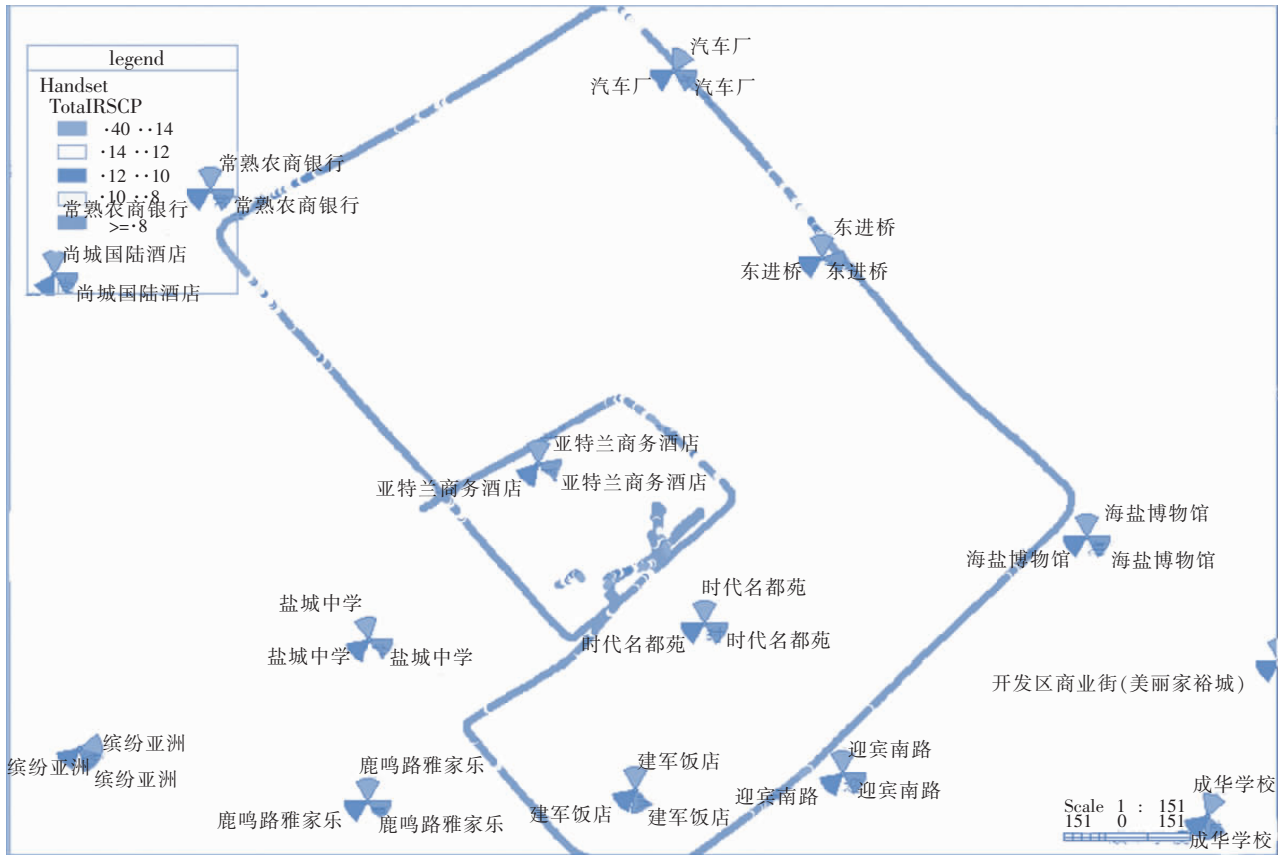 legend
Handset
TotaIRSCP
·40 ··14
·14 ··12
·12 ··10
·10 ··8
>=·8
汽车厂
汽车厂
汽车厂
常熟农商银行
常熟农商银行
常熟农商银行
尚城国陆酒店
尚城国陆酒店
东进桥
东进桥
东进桥
亚特兰商务酒店
亚特兰商务酒店
亚特兰商务酒店
海盐博物馆
海盐博物馆
海盐博物馆
时代名都苑
时代名都苑
时代名都苑
盐城中学
盐城中学
盐城中学
开发区商业街(美丽家裕城)
缤纷亚洲
缤纷亚洲
缤纷亚洲
鹿鸣路雅家乐
鹿鸣路雅家乐
鹿鸣路雅家乐
建军饭店
建军饭店
建军饭店
迎宾南路
迎宾南路
迎宾南路
成华学校
成华学校
Scale 1 : 151
151 0 151